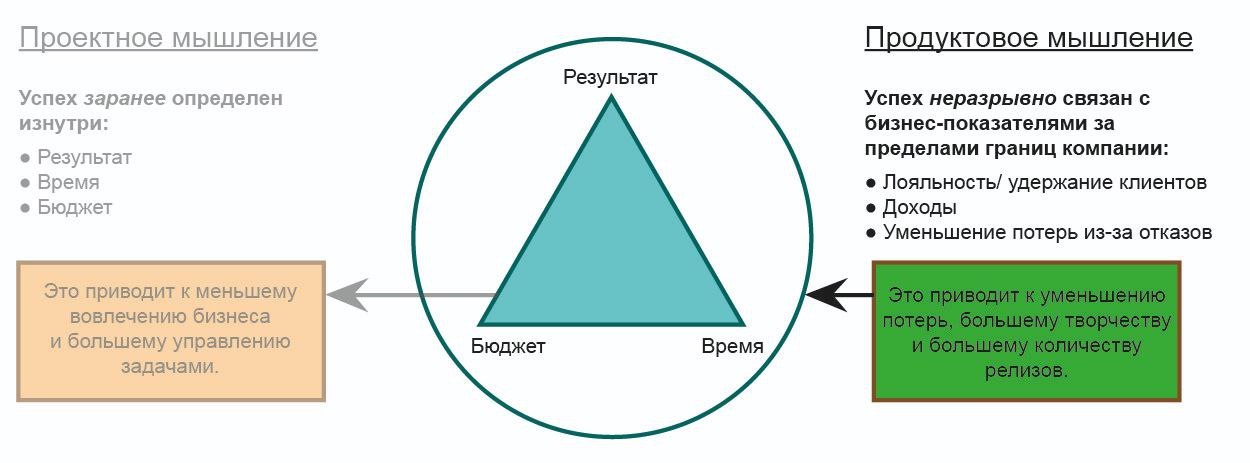 Проектное мышление
Успех заранее определен
изнутри:
● Результат
● Время
● Бюджет
Это приводит к меньшему
вовлечению бизнеса
и большему управлению
задачами.
Результат
Бюджет
Время
Продуктовое мышление
Успех неразрывно связан с
бизнес-показателями за
пределами границ компании:
● Лояльность/ удержание клиентов
● Доходы
● Уменьшение потерь из-за отказов
Это приводит к уменьшению
потерь, большему творчеству
и большему количеству
релизов.